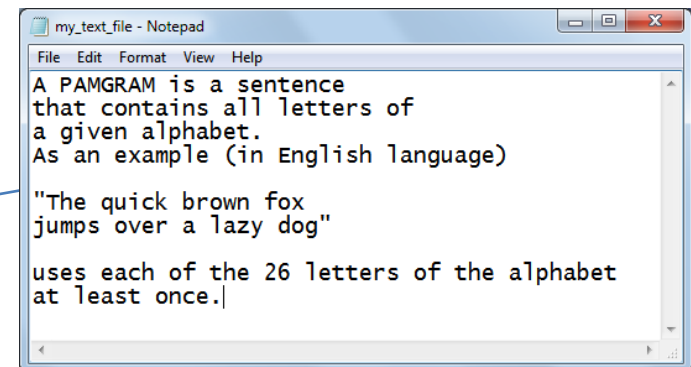 my_text_file - Notepad
File Edit Format View Help
A PAMGRAM is a sentence
that contains all letters of
a given alphabet.
As an example (in English language)
"The quick brown fox
jumps over a lazy dog"
uses each of the 26 letters of the alphabet
at least once.